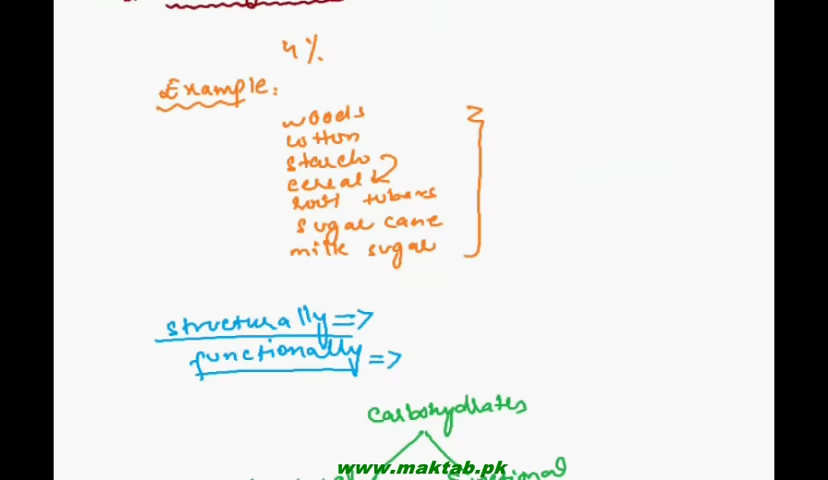 4%
Example:
woods
cotton
starch
cereal
root tubers
sugar cane
milk sugar
structurally =>
functionally =>
Carbohydrates
www.maktab.pk